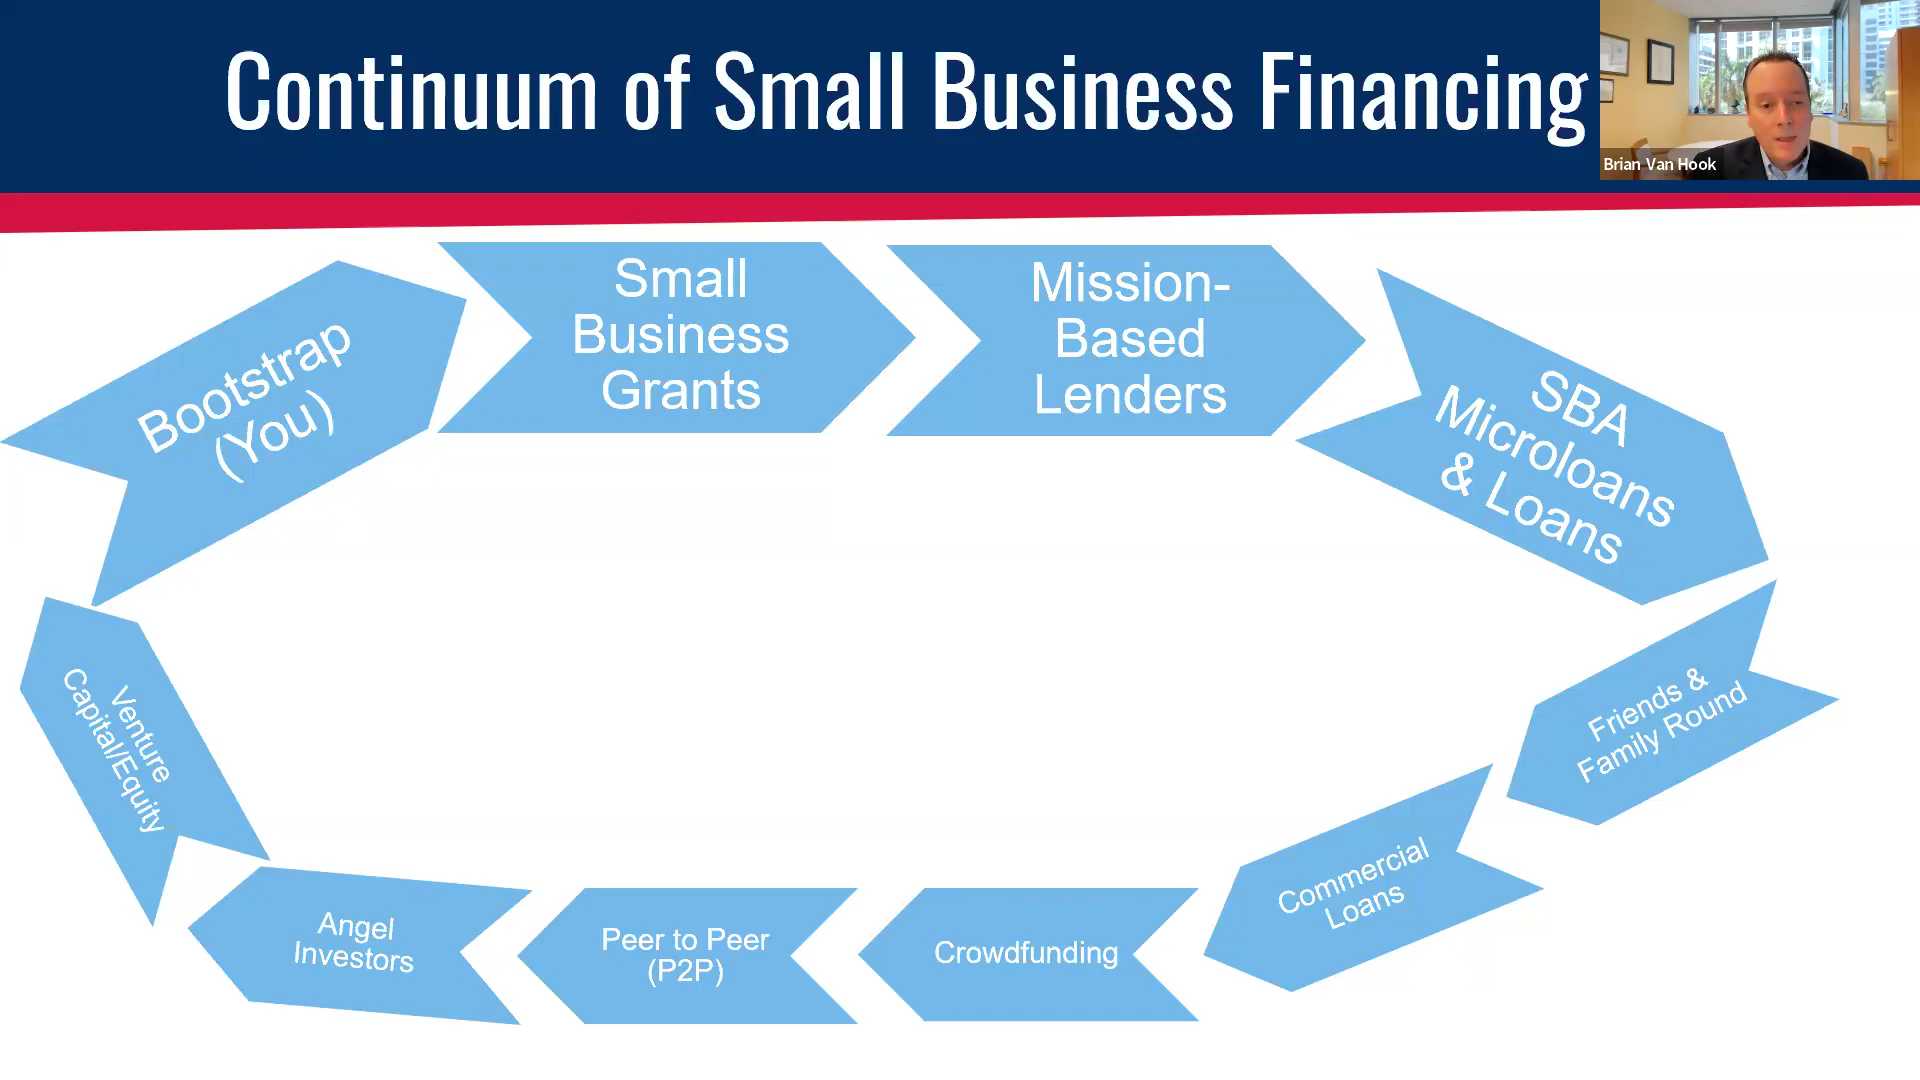 Continuum of Small Business Financing
Brian Van Hook
Bootstrap
(You)
Small
Business
Grants
Mission-
Based
Lenders
SBA
Microloans
& Loans
Friends &
Family Round
Commercial
Loans
Crowdfunding
Peer to Peer
(P2P)
Angel
Investors
Venture
Capital/Equity